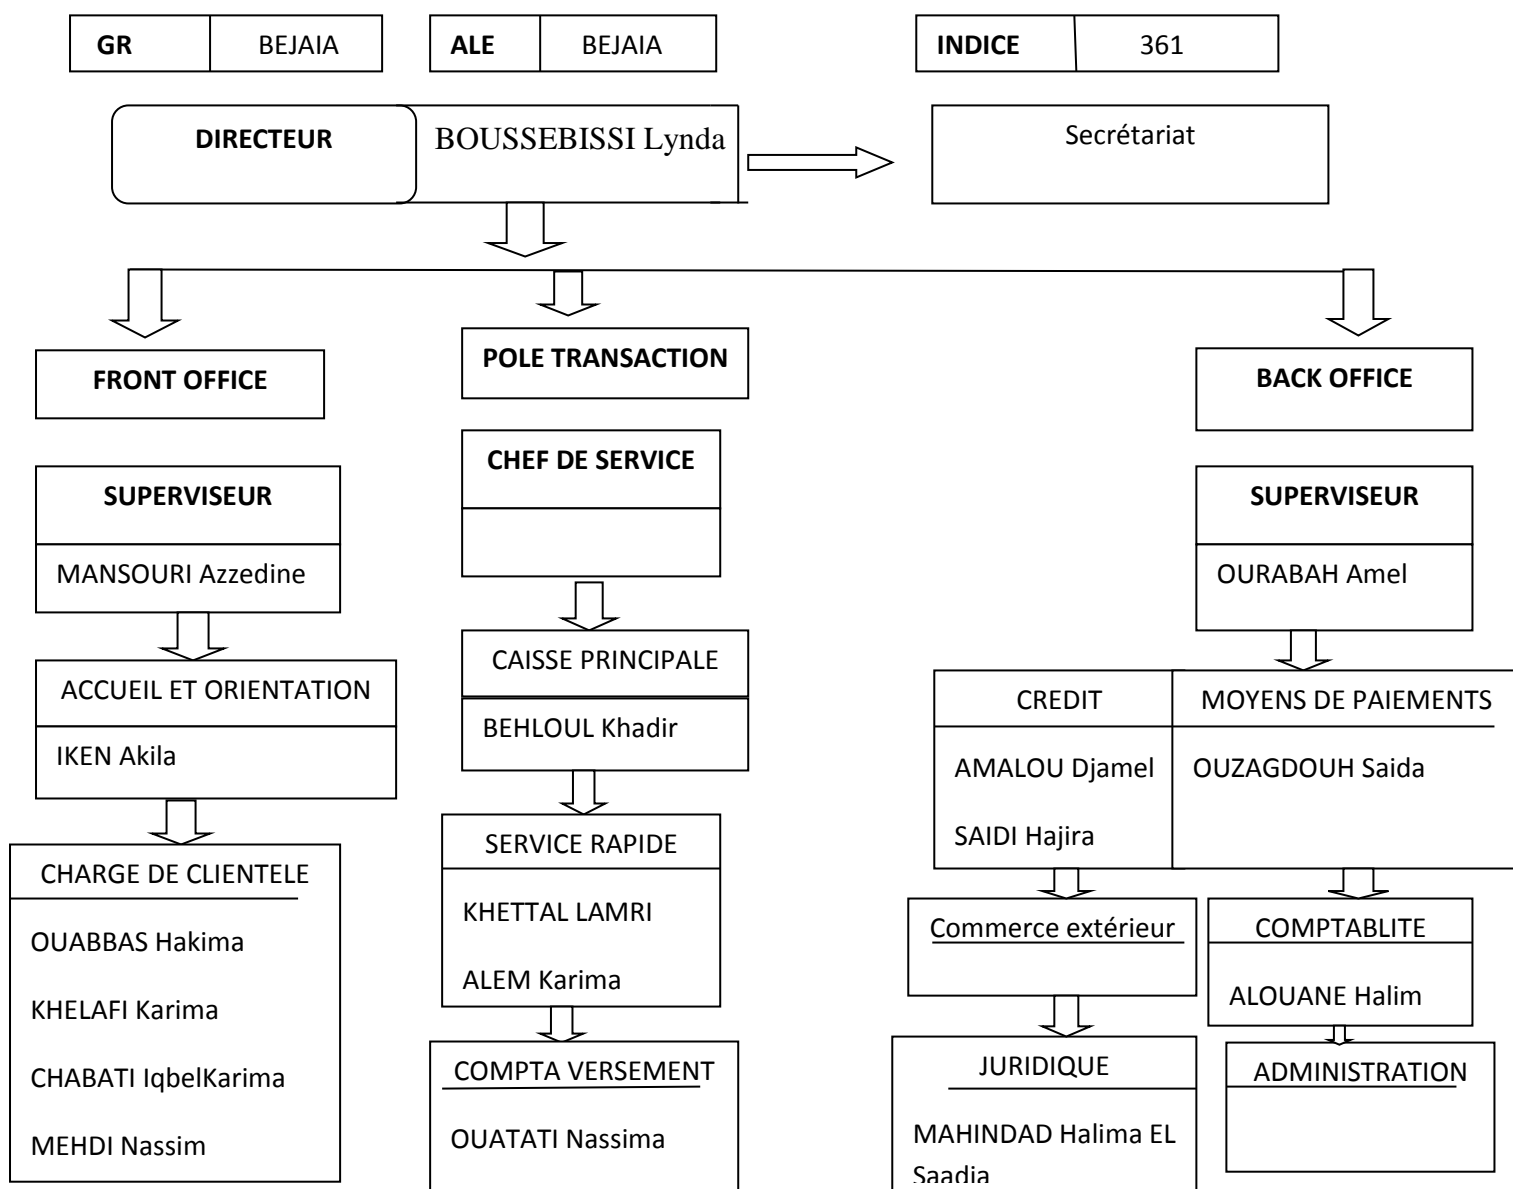 GR BEJAIA ALE BEJAIA INDICE 361
DIRECTEUR BOUSSEBISSI Lynda Secrétariat
FRONT OFFICE
SUPERVISEUR
MANSOURI Azzedine
ACCUEIL ET ORIENTATION
IKEN Akila
CHARGE DE CLIENTELE
OUABBAS Hakima
KHELAFI Karima
CHABATI IqbelKarima
MEHDI Nassim
POLE TRANSACTION
CHEF DE SERVICE
CAISSE PRINCIPALE
BEHLOUL Khadir
SERVICE RAPIDE
KHETTAL LAMRI
ALEM Karima
COMPTA VERSEMENT
OUATATI Nassima
BACK OFFICE
SUPERVISEUR
OURABAH Amel
CREDIT
AMALOU Djamel
SAIDI Hajira
Commerce extérieur
JURIDIQUE
MAHINDAD Halima EL
Saadia
MOYENS DE PAIEMENTS
OUZAGDOUH Saida
COMPTABLITE
ALOUANE Halim
ADMINISTRATION